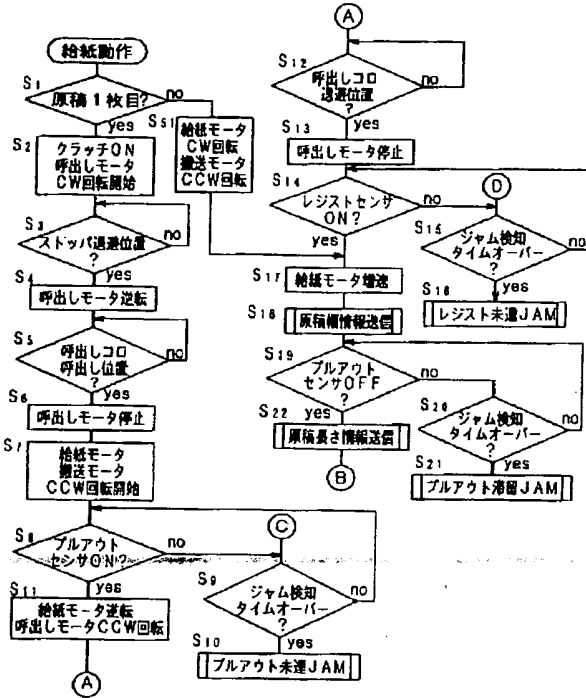 給紙動作
S1
原稿1枚目?
no
yes
S51
給紙モータ
CW回転
搬送モータ
CCW回転
S2
クラッチON
呼出しモータ
CW回転開始
S3
ストッパ退避位置
?
no
yes
S4
呼出しモータ逆転
S5
呼出しコロ
呼出し位置
?
no
yes
S6
呼出しモータ停止
S7
給紙モータ
搬送モータ
CCW回転開始
S8
プルアウト
センサON?
no
yes
C
S9
ジャム検知
タイムオーバー
?
no
yes
S10
プルアウト未達JAM
S11
給紙モータ逆転
呼出しモータCCW回転
A
A
S12
呼出しコロ
退避位置
?
no
yes
S13
呼出しモータ停止
S14
レジストセンサ
ON?
no
yes
D
S15
ジャム検知
タイムオーバー
?
no
yes
S16
レジスト未達JAM
S17
給紙モータ増速
S18
原稿幅情報送信
S19
プルアウト
センサOFF
?
no
yes
S20
ジャム検知
タイムオーバー
?
no
yes
S21
プルアウト滞留JAM
S22
原稿長さ情報送信
B